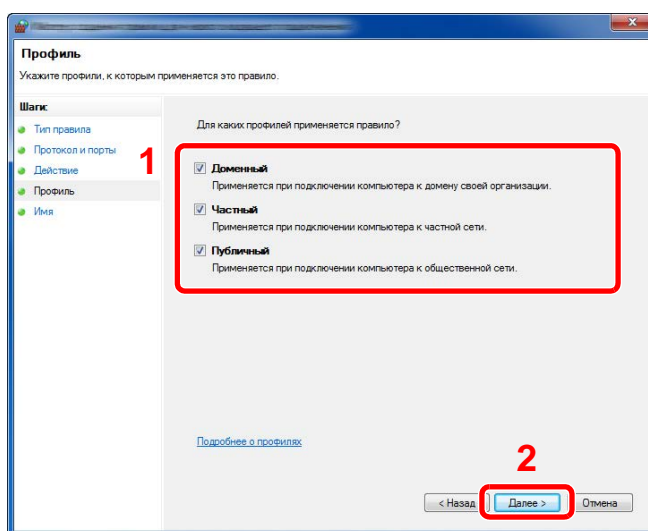 Профиль
Укажите профили, к которым применяется это правило.
Шаги:
Тип правила
Протокол и порты
Действие
Профиль
Имя
Для каких профилей применяется правило?
1
Доменный
Применяется при подключении компьютера к домену своей организации.
Частный
Применяется при подключении компьютера к частной сети.
Публичный
Применяется при подключении компьютера к общественной сети.
Подробнее о профилях
2
< Назад
Далее >
Отмена